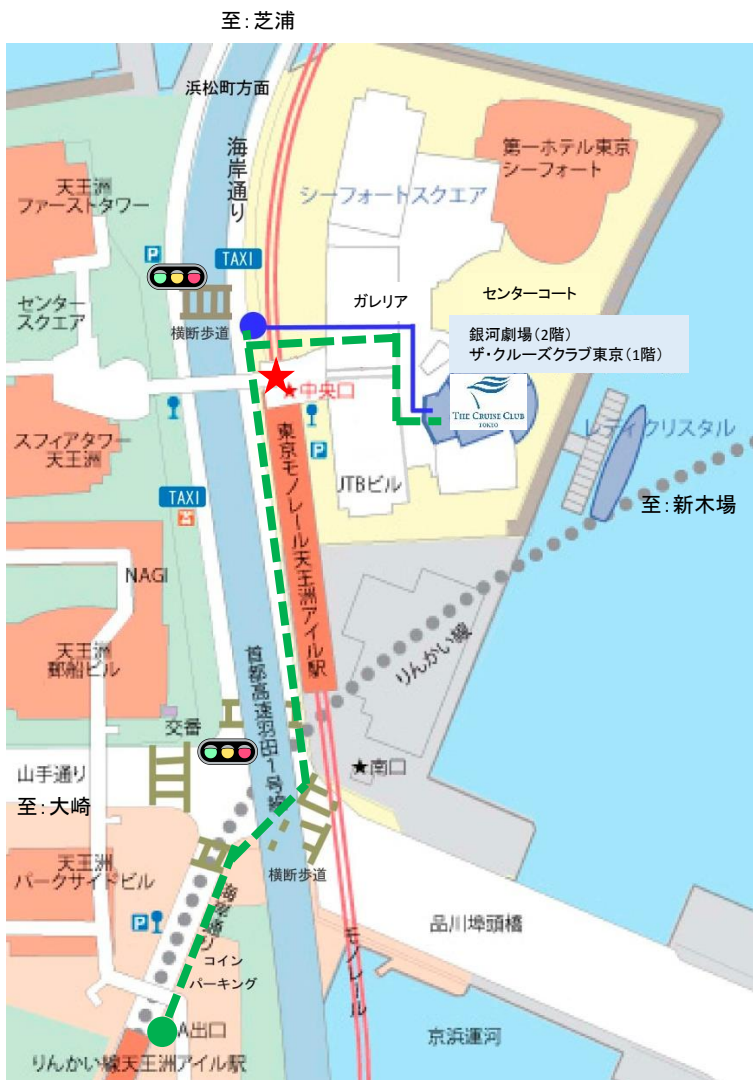 至:芝浦
浜松町方面
海岸通り
天王洲
ファーストタワー
第一ホテル東京
シーフォート
シーフォートスクエア
P
TAXI
センター
スクエア
横断歩道
ガレリア
センターコート
銀河劇場(2階)
ザ・クルーズクラブ東京(1階)
THE CRUISE CLUB
TOKYO
★中央口
スフィアタワー
天王洲
P
レディクリスタル
TAXI
JTBビル
至:新木場
東京モノレール天王洲アイル駅
NAGI
天王洲
郵船ビル
りんかい線
首都高速羽田1号線
交番
★南口
山手通り
至:大崎
天王洲
パークサイドビル
横断歩道
海岸通り
P
品川埠頭橋
コイン
パーキング
モノレール
A出口
京浜運河
りんかい線天王洲アイル駅